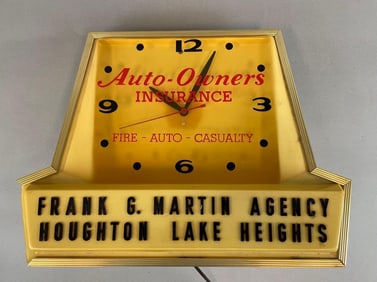 12
Auto-Owners
INSURANCE
9 3
FIRE - AUTO - CASUALTY
6
FRANK G. MARTIN AGENCY
HOUGHTON LAKE HEIGHTS